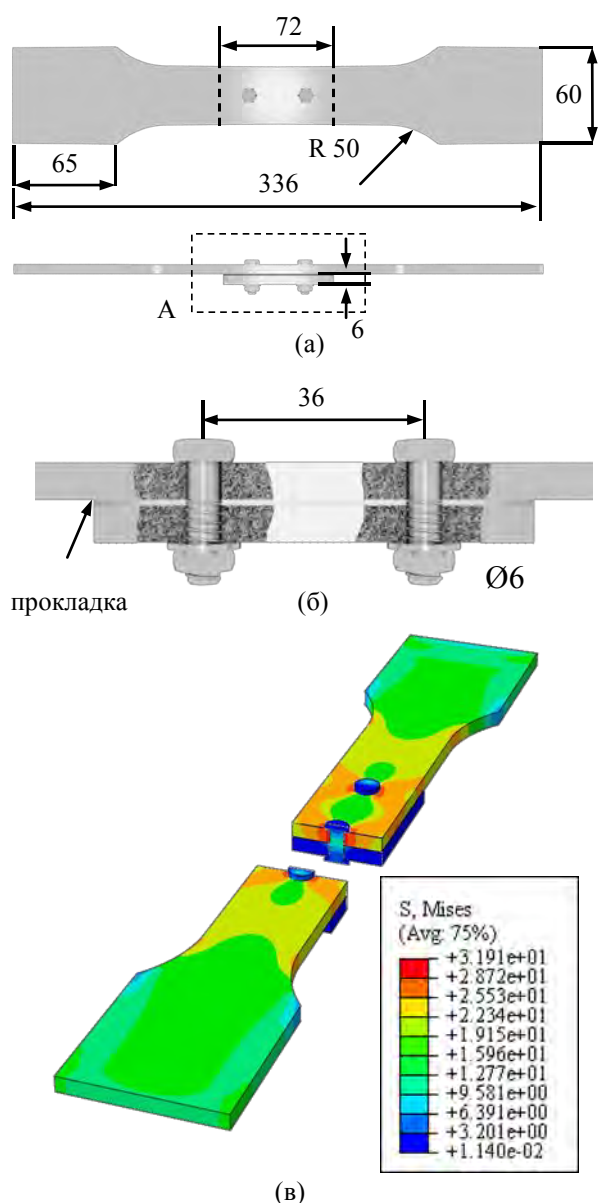 72
60
R 50
65
336
A
6
(а)
36
прокладка
Ø6
(б)
S, Mises
(Avg: 75%)
+3.191e+01
+2.872e+01
+2.553e+01
+2.234e+01
+1.915e+01
+1.596e+01
+1.277e+01
+9.581e+00
+6.391e+00
+3.201e+00
+1.140e-02
(в)